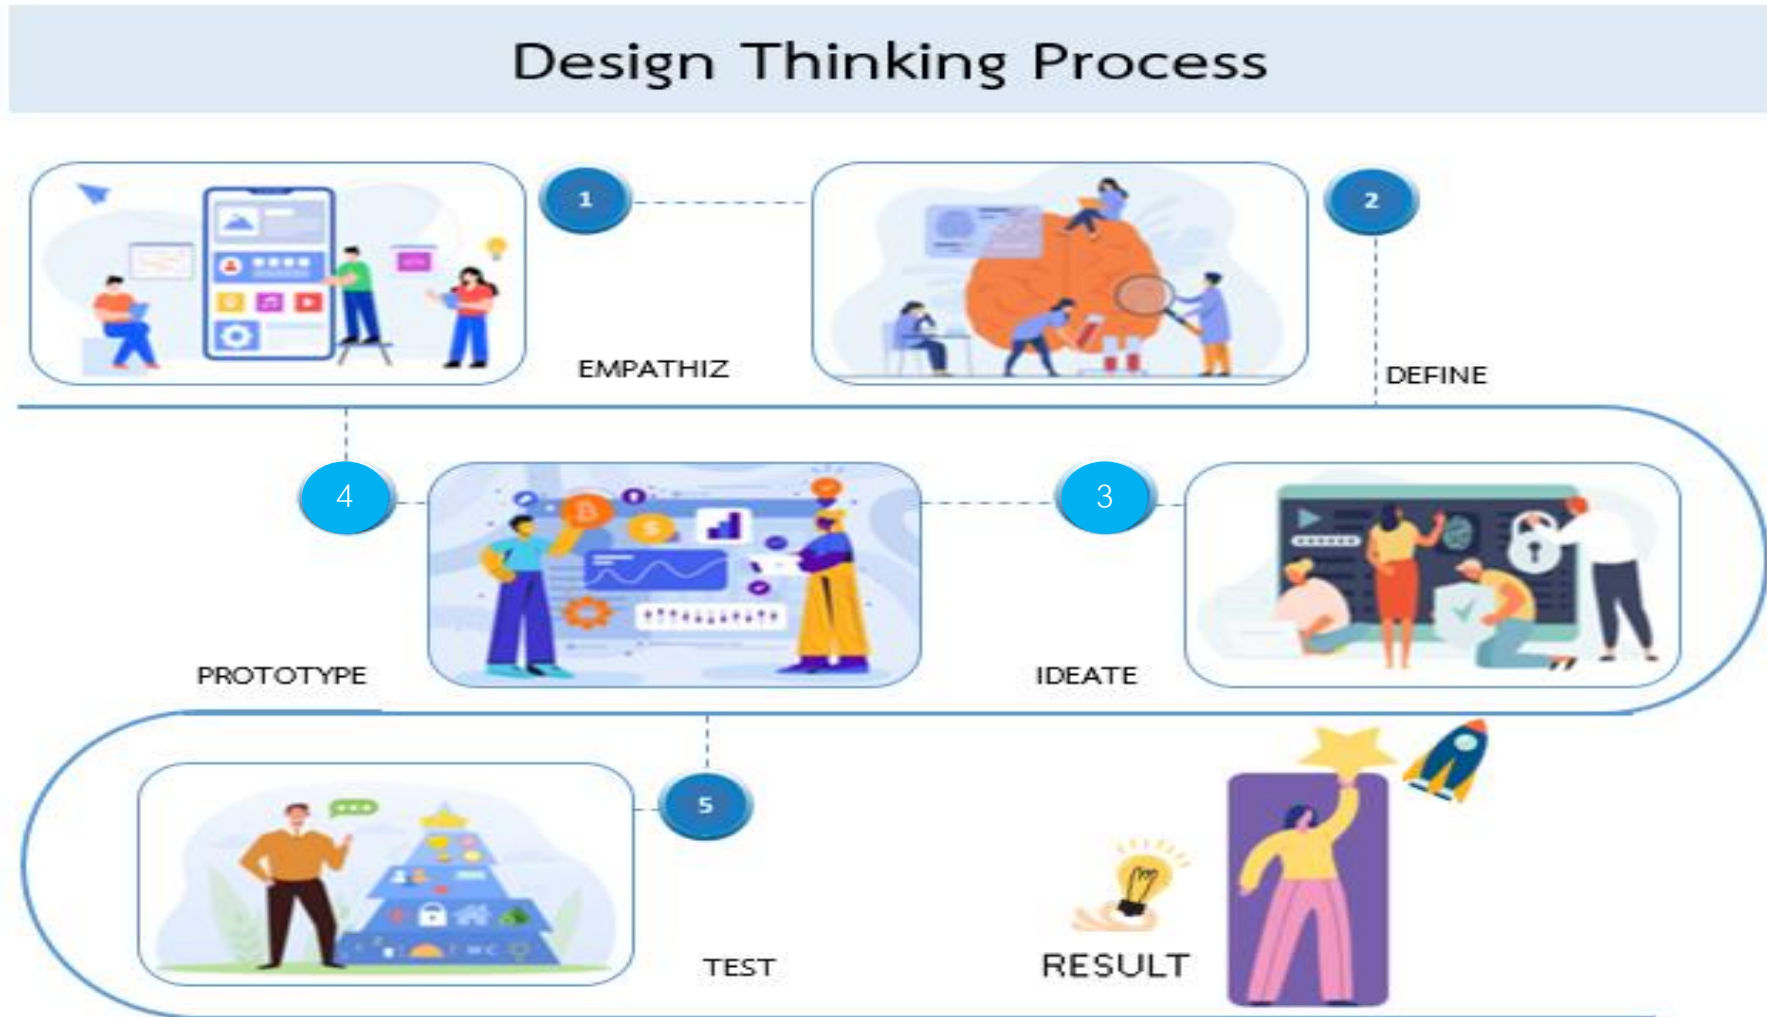 Design Thinking Process
1
2
EMPATHIZ
DEFINE
4
3
PROTOTYPE
IDEATE
5
TEST
RESULT